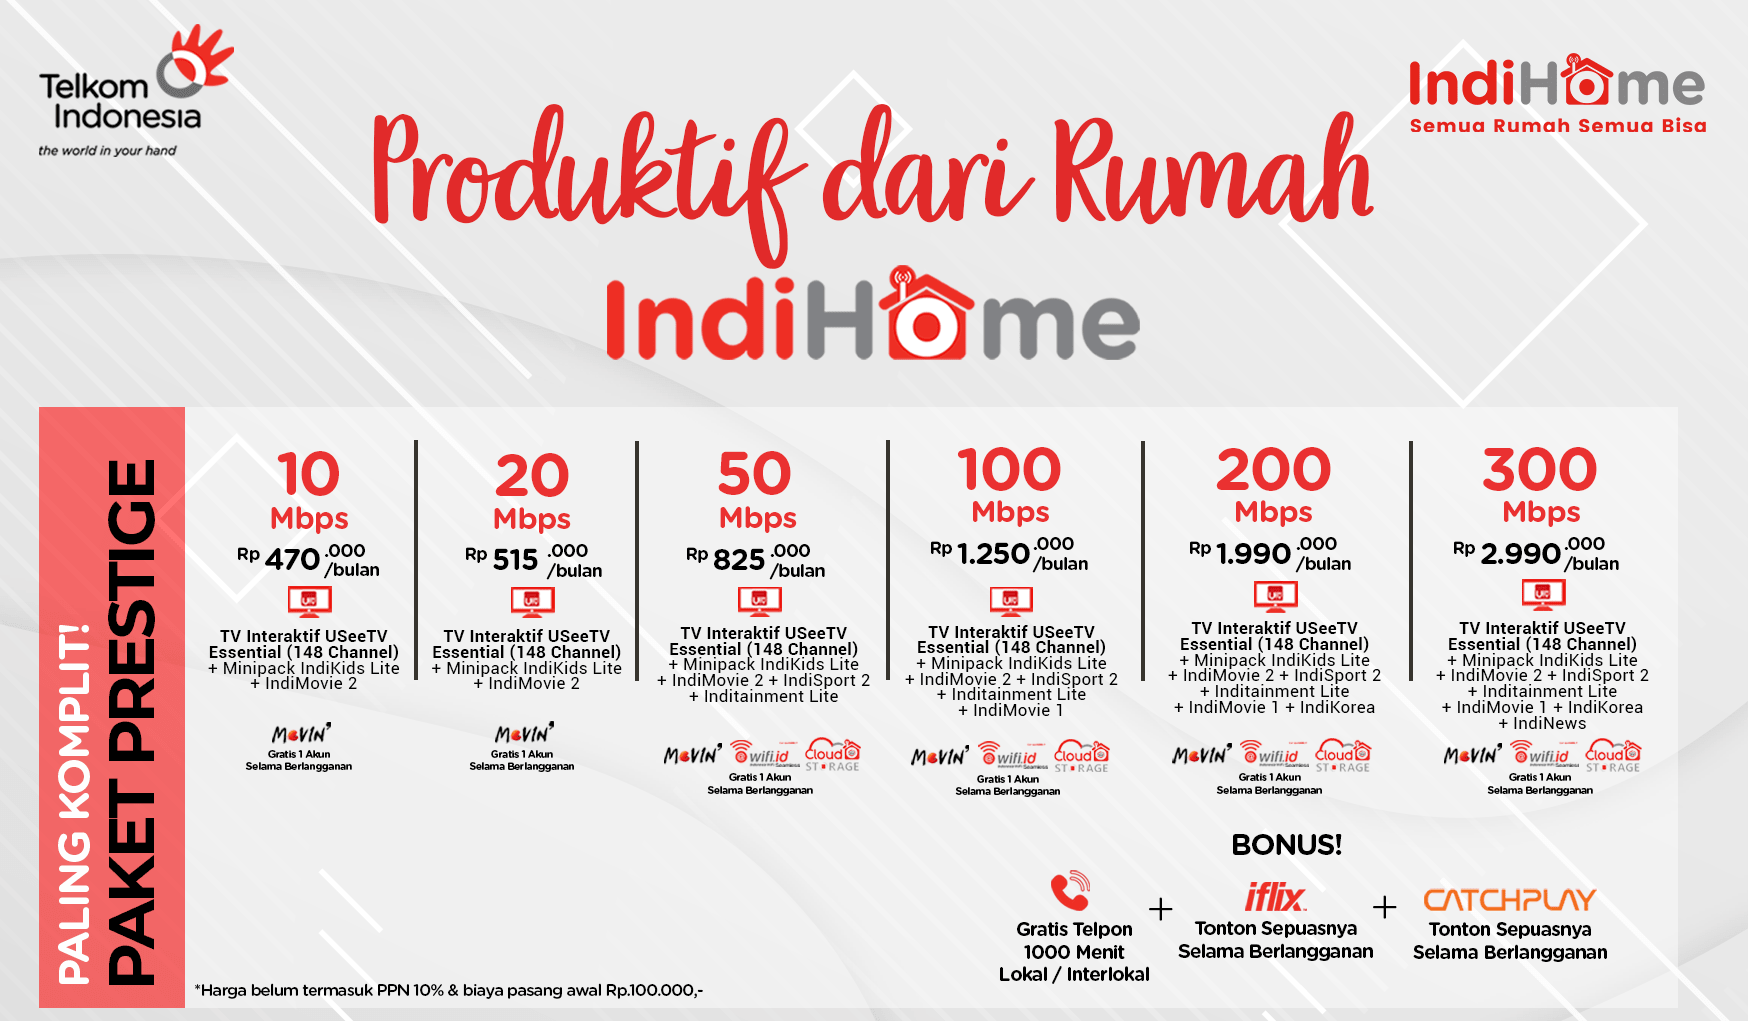 Telkom
Indonesia
the world in your hand
IndiHome
Semua Rumah Semua Bisa
Produktif dari Rumah
IndiHome
PALING KOMPLIT!
PAKET PRESTIGE
10
Mbps
Rp 470 .000
/bulan
TV Interaktif USeeTV
Essential (148 Channel)
+ Minipack IndiKids Lite
+ IndiMovie 2
MOVIN'
Gratis 1 Akun
Selama Berlangganan
20
Mbps
Rp 515 .000
/bulan
TV Interaktif USeeTV
Essential (148 Channel)
+ Minipack IndiKids Lite
+ IndiMovie 2
MOVIN'
Gratis 1 Akun
Selama Berlangganan
50
Mbps
Rp 825 .000
/bulan
TV Interaktif USeeTV
Essential (148 Channel)
+ Minipack IndiKids Lite
+ IndiMovie 2 + IndiSport 2
+ Inditainment Lite
MOVIN' wifi.id Cloud
STORAGE
Gratis 1 Akun
Selama Berlangganan
100
Mbps
Rp 1.250 .000
/bulan
TV Interaktif USeeTV
Essential (148 Channel)
+ Minipack IndiKids Lite
+ IndiMovie 2 + IndiSport 2
+ Inditainment Lite
+ IndiMovie 1
MOVIN' wifi.id Cloud
STORAGE
Gratis 1 Akun
Selama Berlangganan
200
Mbps
Rp 1.990 .000
/bulan
TV Interaktif USeeTV
Essential (148 Channel)
+ Minipack IndiKids Lite
+ IndiMovie 2 + IndiSport 2
+ Inditainment Lite
+ IndiMovie 1 + IndiKorea
MOVIN' wifi.id Cloud
STORAGE
Gratis 1 Akun
Selama Berlangganan
300
Mbps
Rp 2.990 .000
/bulan
TV Interaktif USeeTV
Essential (148 Channel)
+ Minipack IndiKids Lite
+ IndiMovie 2 + IndiSport 2
+ Inditainment Lite
+ IndiMovie 1 + IndiKorea
+ IndiNews
MOVIN' wifi.id Cloud
STORAGE
Gratis 1 Akun
Selama Berlangganan
BONUS!
Gratis Telpon
1000 Menit
Lokal / Interlokal
+
iflix
Tonton Sepuasnya
Selama Berlangganan
+
CATCHPLAY
Tonton Sepuasnya
Selama Berlangganan
*Harga belum termasuk PPN 10% & biaya pasang awal Rp.100.000,-